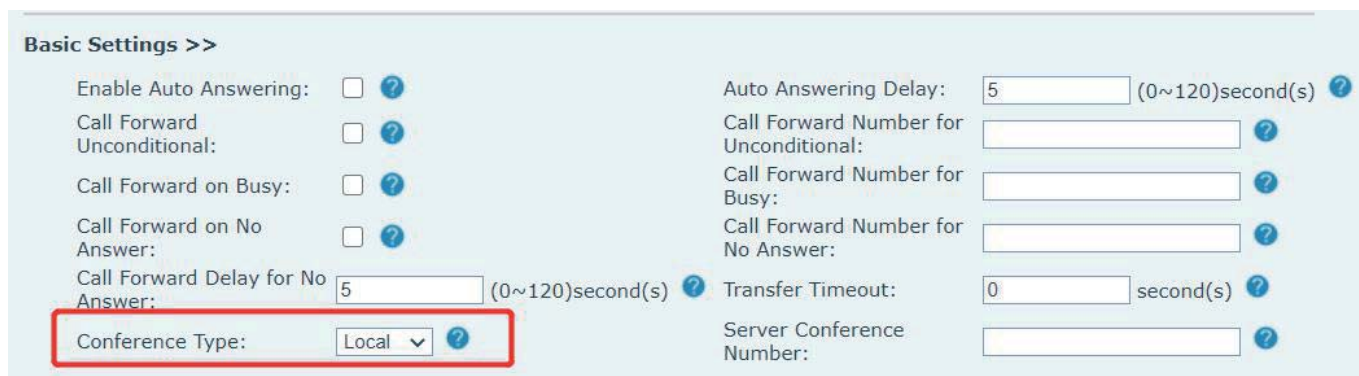 Basic Settings >>
Enable Auto Answering: ?
Auto Answering Delay: 5 (0~120)second(s) ?
Call Forward
Unconditional: ?
Call Forward Number for
Unconditional: ?
Call Forward on Busy: ?
Call Forward Number for
Busy: ?
Call Forward on No
Answer: ?
Call Forward Number for
No Answer: ?
Call Forward Delay for No
Answer: 5 (0~120)second(s) ?
Transfer Timeout: 0 second(s) ?
Conference Type: Local ?
Server Conference
Number: ?